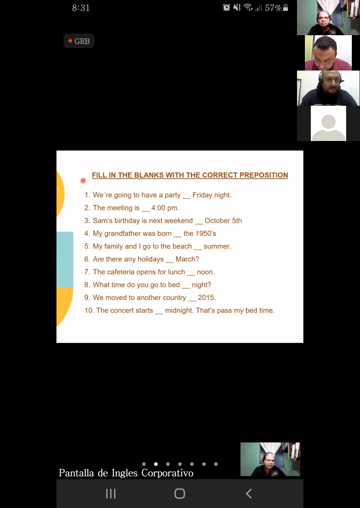 8:31
57%
GRB
FILL IN THE BLANKS WITH THE CORRECT PREPOSITION
1. We´re going to have a party __ Friday night.
2. The meeting is __ 4:00 pm.
3. Sam's birthday is next weekend __ October 5th
4. My grandfather was born __ the 1950's
5. My family and I go to the beach __ summer.
6. Are there any holidays __ March?
7. The cafeteria opens for lunch __ noon.
8. What time do you go to bed __ night?
9. We moved to another country __ 2015.
10. The concert starts __ midnight. That's pass my bed time.
Pantalla de Ingles Corporativo